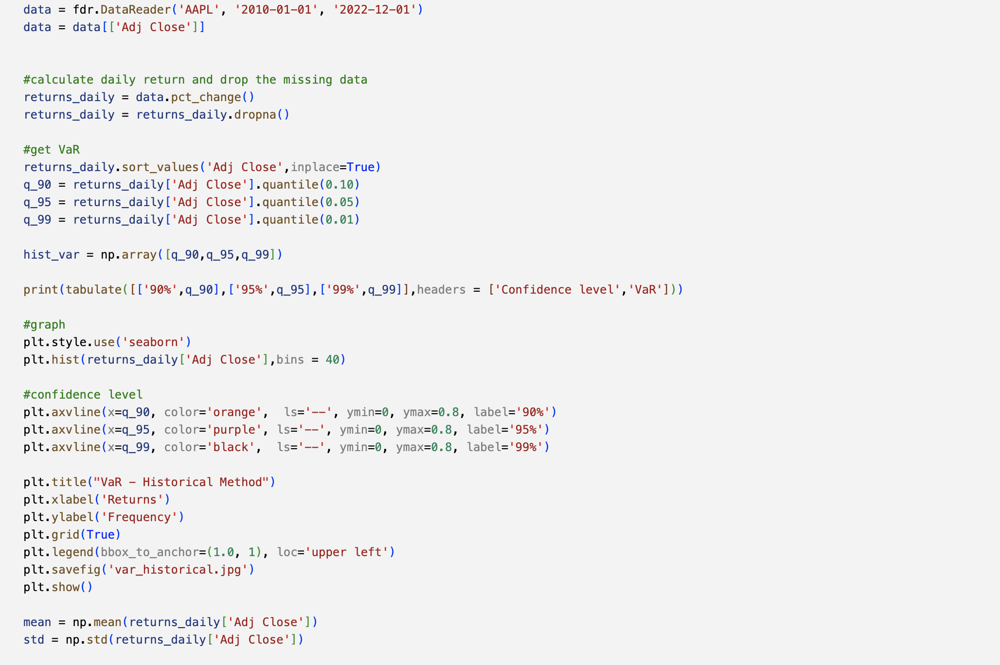 data = fdr.DataReader('AAPL', '2010-01-01', '2022-12-01')
data = data[['Adj Close']]
#calculate daily return and drop the missing data
returns_daily = data.pct_change()
returns_daily = returns_daily.dropna()
#get VaR
returns_daily.sort_values('Adj Close',inplace=True)
q_90 = returns_daily['Adj Close'].quantile(0.10)
q_95 = returns_daily['Adj Close'].quantile(0.05)
q_99 = returns_daily['Adj Close'].quantile(0.01)
hist_var = np.array([q_90,q_95,q_99])
print(tabulate([['90%',q_90],['95%',q_95],['99%',q_99]],headers = ['Confidence level','VaR']))
#graph
plt.style.use('seaborn')
plt.hist(returns_daily['Adj Close'],bins = 40)
#confidence level
plt.axvline(x=q_90, color='orange',  ls='--', ymin=0, ymax=0.8, label='90%')
plt.axvline(x=q_95, color='purple', ls='--', ymin=0, ymax=0.8, label='95%')
plt.axvline(x=q_99, color='black',  ls='--', ymin=0, ymax=0.8, label='99%')
plt.title("VaR - Historical Method")
plt.xlabel('Returns')
plt.ylabel('Frequency')
plt.grid(True)
plt.legend(bbox_to_anchor=(1.0, 1), loc='upper left')
plt.savefig('var_historical.jpg')
plt.show()
mean = np.mean(returns_daily['Adj Close'])
std = np.std(returns_daily['Adj Close'])